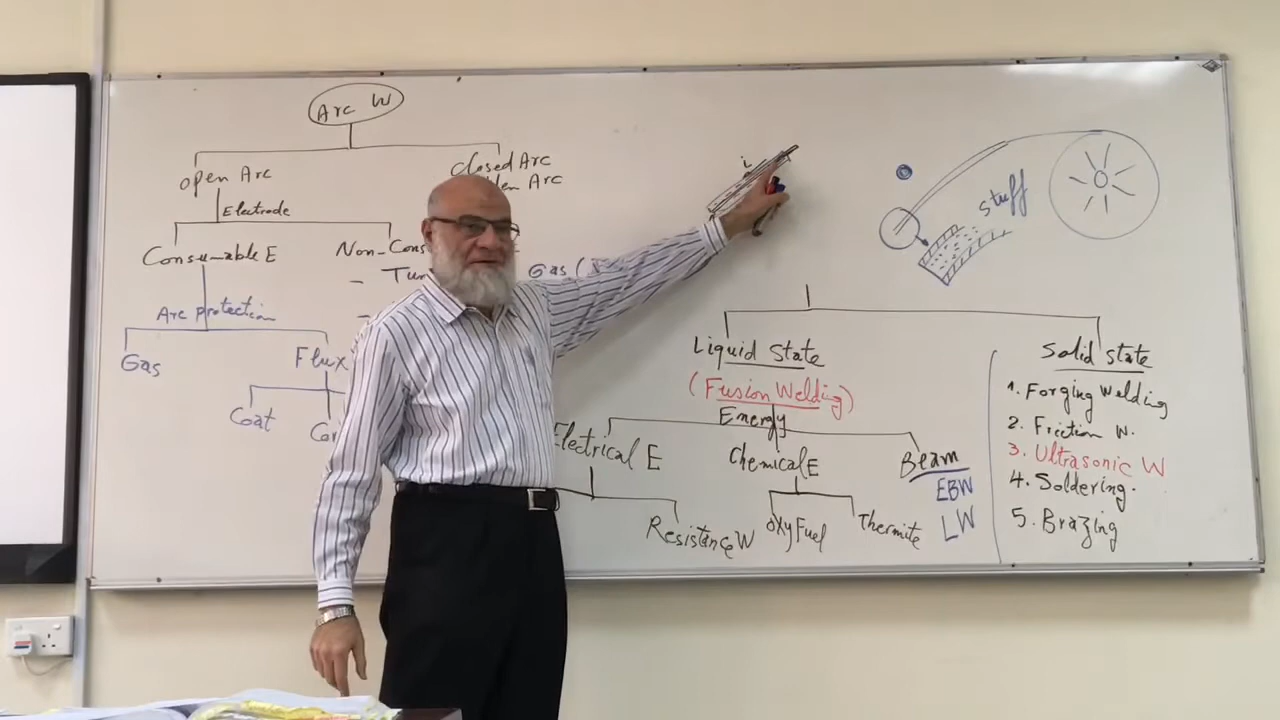 Arc W
open Arc
closed Arc
Arc
Electrode
Consumable E
Non-Cons
Gas (
Arc protection
Gas
Flux
Coat
stuff
Liquid State
(Fusion Welding)
Energy
Electrical E
Chemical E
Beam
EBW
LW
Resistance W
Oxy Fuel
Thermite
Solid state
1. Forging Welding
2. Friction W.
3. Ultrasonic W
4. Soldering.
5. Brazing